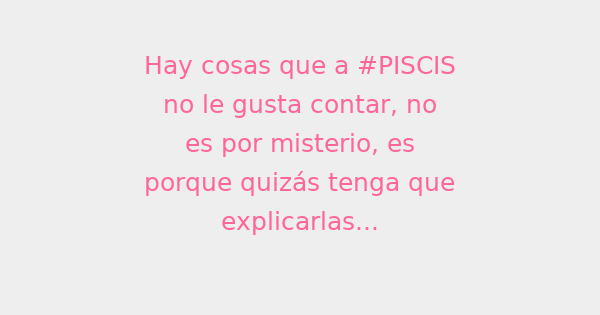 Hay cosas que a #PISCIS
no le gusta contar, no
es por misterio, es
porque quizás tenga que
explicarlas...